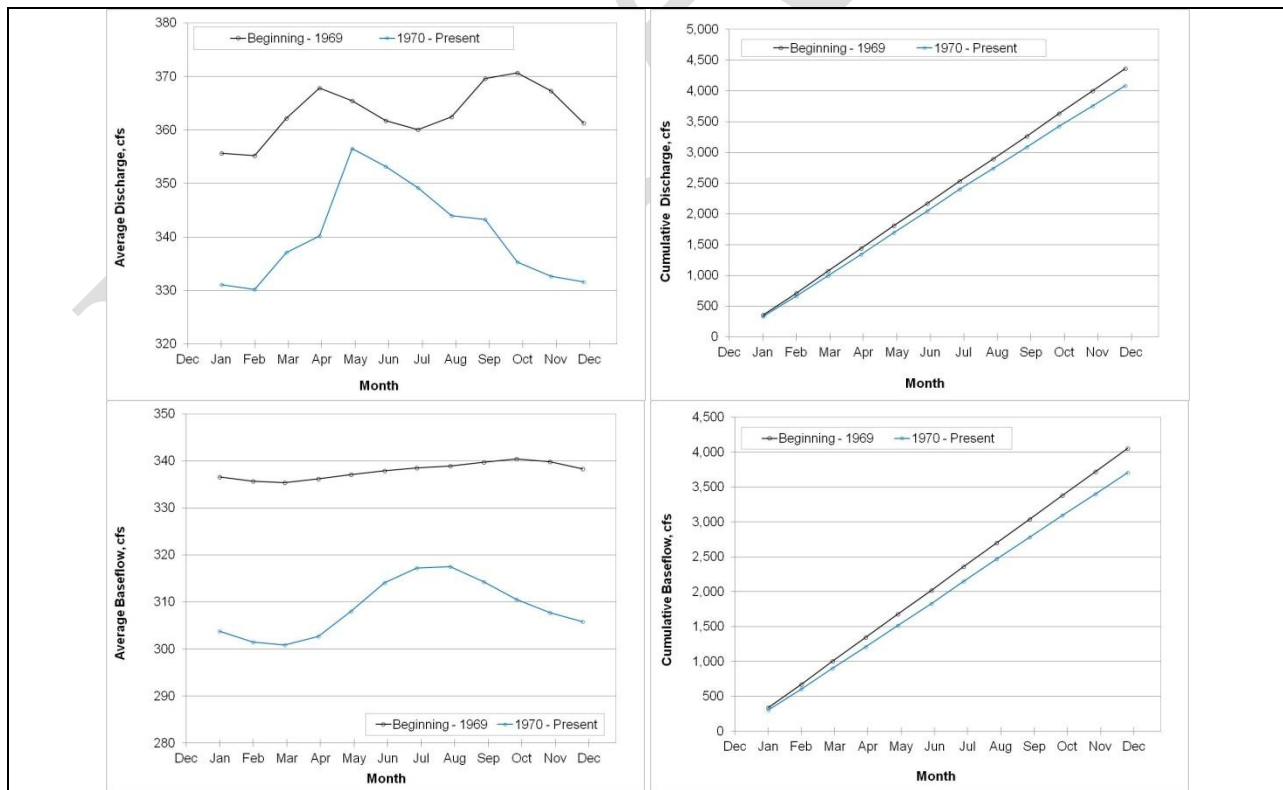 Beginning - 1969 1970 - Present
Average Discharge, cfs
380
370
360
350
340
330
320
Dec Jan Feb Mar Apr May Jun Jul Aug Sep Oct Nov Dec
Month
Beginning - 1969 1970 - Present
Cumulative Discharge, cfs
5,000
4,500
4,000
3,500
3,000
2,500
2,000
1,500
1,000
500
0
Dec Jan Feb Mar Apr May Jun Jul Aug Sep Oct Nov Dec
Month
Average Baseflow, cfs
350
340
330
320
310
300
290
280
Beginning - 1969 1970 - Present
Dec Jan Feb Mar Apr May Jun Jul Aug Sep Oct Nov Dec
Month
Beginning - 1969 1970 - Present
Cumulative Baseflow, cfs
4,500
4,000
3,500
3,000
2,500
2,000
1,500
1,000
500
0
Dec Jan Feb Mar Apr May Jun Jul Aug Sep Oct Nov Dec
Month